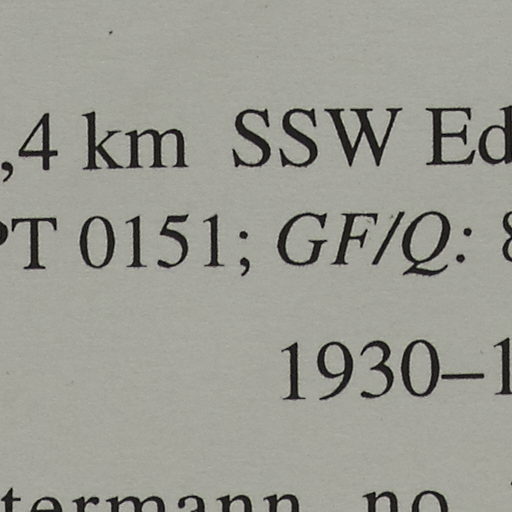 ,4 km SSW Ed
PT 0151; GF/Q: 8
1930–1
termann, no